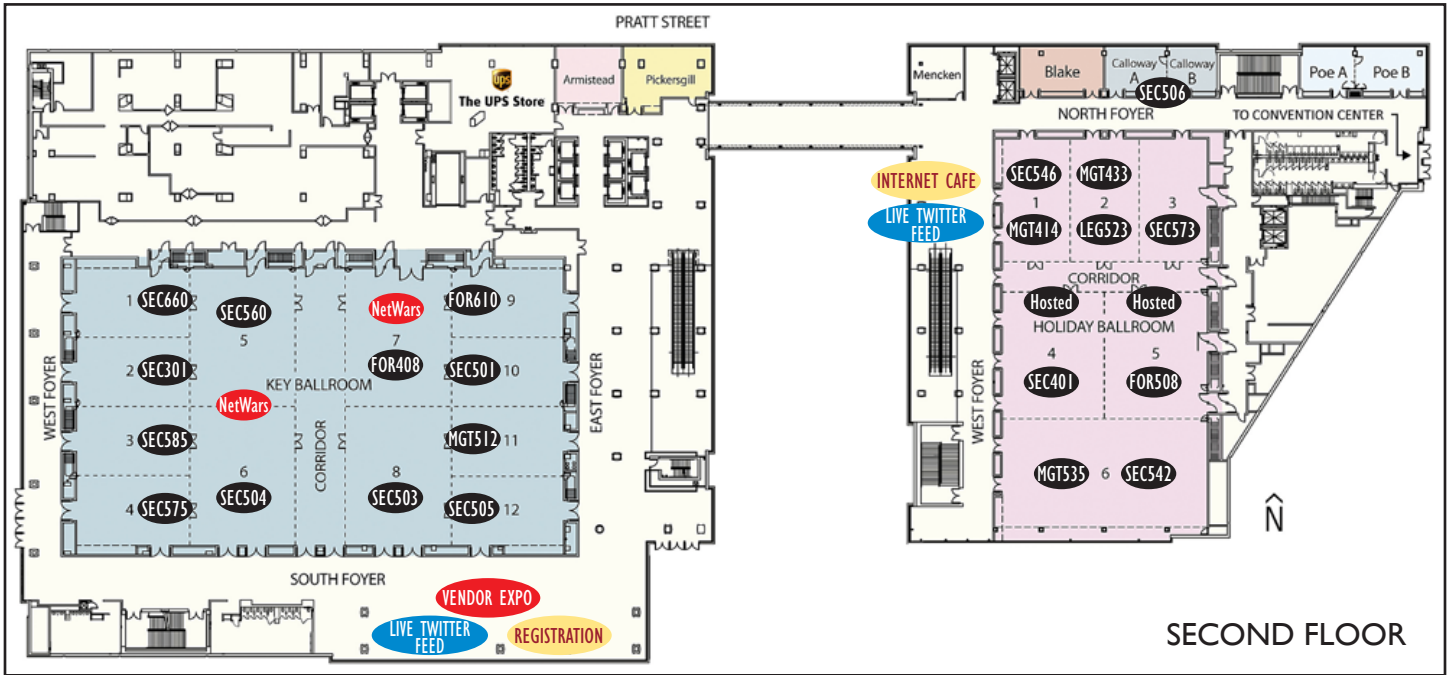 PRATT STREET
ups
The UPS Store
Armistead
Pickersgill
Mencken
Blake
Calloway
A
Calloway
B
SEC506
Poe A
Poe B
NORTH FOYER
TO CONVENTION CENTER
INTERNET CAFE
LIVE TWITTER
FEED
SEC546
MGT433
1
2
3
MGT414
LEG523
SEC573
CORRIDOR
Hosted
Hosted
HOLIDAY BALLROOM
4
5
SEC401
FOR508
WEST FOYER
MGT535
6
SEC542
N
1
SEC660
SEC560
5
NetWars
7
FOR610
9
2
SEC301
KEY BALLROOM
FOR408
SEC501
10
NetWars
WEST FOYER
EAST FOYER
3
SEC585
6
CORRIDOR
8
MGT512
11
4
SEC575
SEC504
SEC503
SEC505
12
SOUTH FOYER
VENDOR EXPO
LIVE TWITTER
FEED
REGISTRATION
SECOND FLOOR